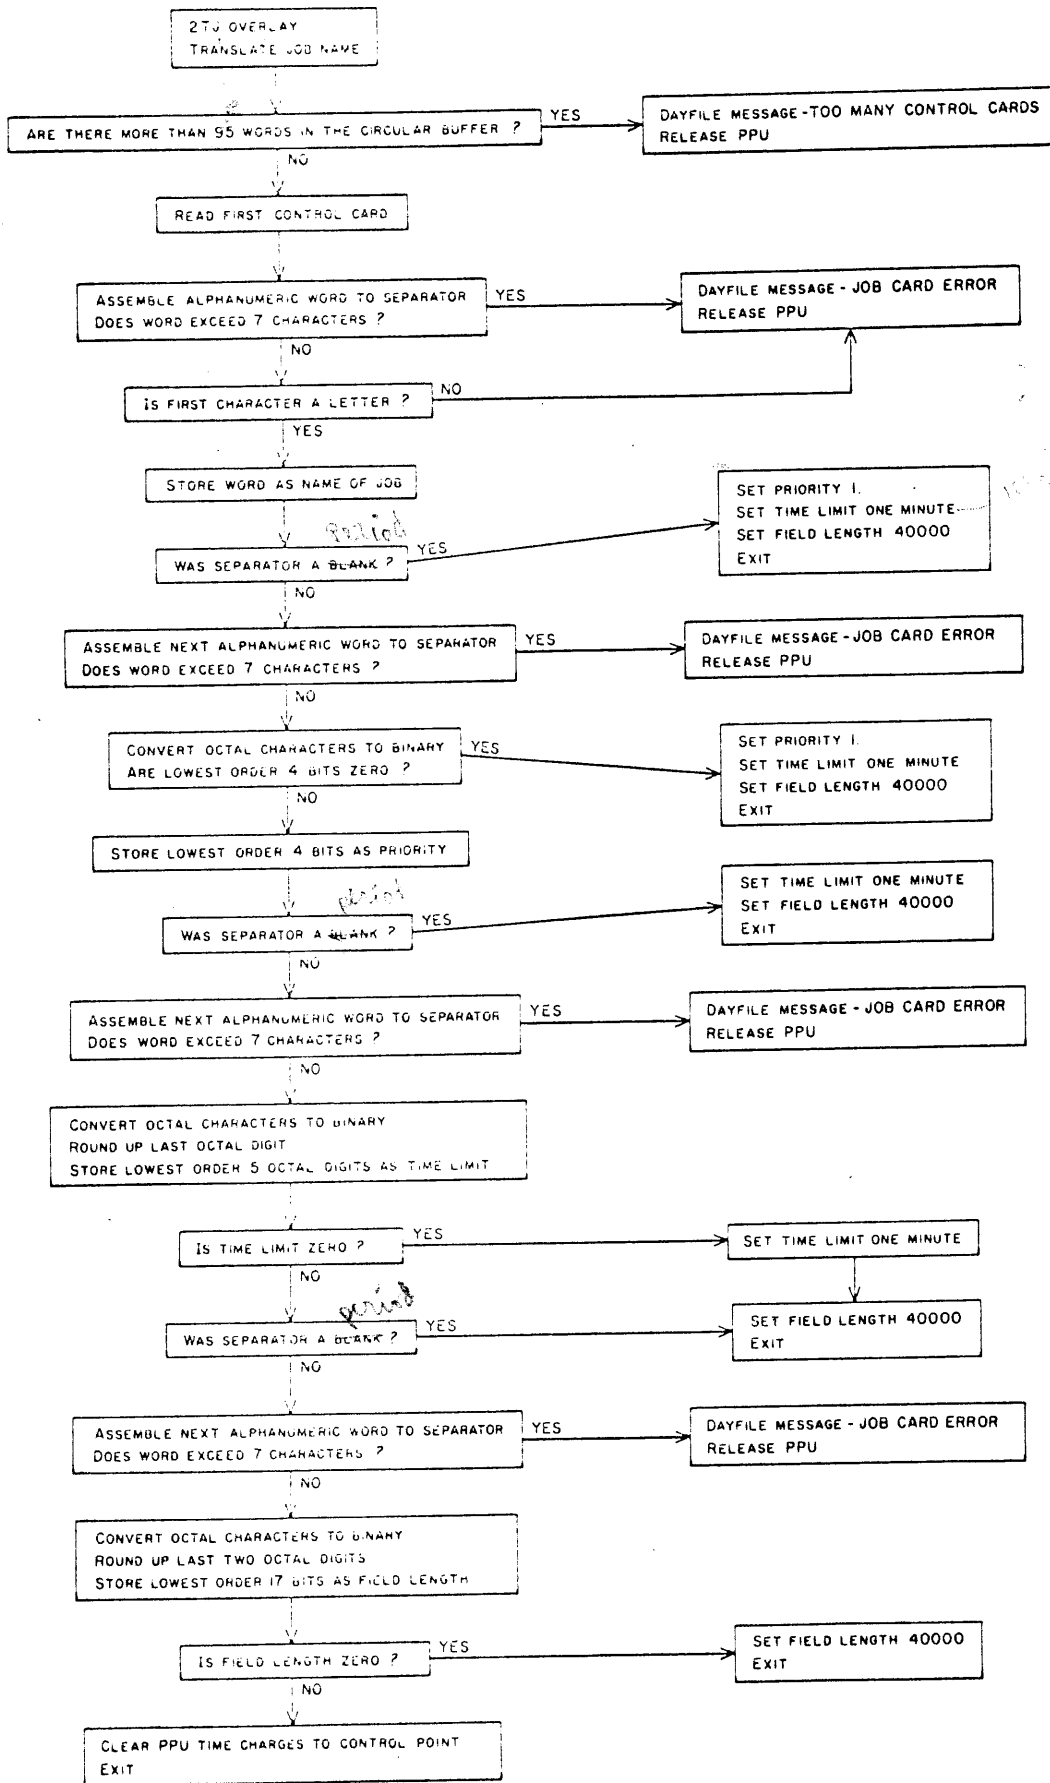 2TJ OVERLAY
TRANSLATE JOB NAME
ARE THERE MORE THAN 95 WORDS IN THE CIRCULAR BUFFER ?
YES
DAYFILE MESSAGE - TOO MANY CONTROL CARDS
RELEASE PPU
NO
READ FIRST CONTROL CARD
ASSEMBLE ALPHANUMERIC WORD TO SEPARATOR
DOES WORD EXCEED 7 CHARACTERS ?
YES
DAYFILE MESSAGE - JOB CARD ERROR
RELEASE PPU
NO
IS FIRST CHARACTER A LETTER ?
NO
YES
STORE WORD AS NAME OF JOB
Period
WAS SEPARATOR A BLANK ?
YES
SET PRIORITY 1.
SET TIME LIMIT ONE MINUTE
SET FIELD LENGTH 40000
EXIT
NO
ASSEMBLE NEXT ALPHANUMERIC WORD TO SEPARATOR
DOES WORD EXCEED 7 CHARACTERS ?
YES
DAYFILE MESSAGE - JOB CARD ERROR
RELEASE PPU
NO
CONVERT OCTAL CHARACTERS TO BINARY
ARE LOWEST ORDER 4 BITS ZERO ?
YES
SET PRIORITY 1.
SET TIME LIMIT ONE MINUTE
SET FIELD LENGTH 40000
EXIT
NO
STORE LOWEST ORDER 4 BITS AS PRIORITY
period
WAS SEPARATOR A BLANK ?
YES
SET TIME LIMIT ONE MINUTE
SET FIELD LENGTH 40000
EXIT
NO
ASSEMBLE NEXT ALPHANUMERIC WORD TO SEPARATOR
DOES WORD EXCEED 7 CHARACTERS ?
YES
DAYFILE MESSAGE - JOB CARD ERROR
RELEASE PPU
NO
CONVERT OCTAL CHARACTERS TO BINARY
ROUND UP LAST OCTAL DIGIT
STORE LOWEST ORDER 5 OCTAL DIGITS AS TIME LIMIT
IS TIME LIMIT ZERO ?
YES
SET TIME LIMIT ONE MINUTE
NO
period
WAS SEPARATOR A BLANK ?
YES
SET FIELD LENGTH 40000
EXIT
NO
ASSEMBLE NEXT ALPHANUMERIC WORD TO SEPARATOR
DOES WORD EXCEED 7 CHARACTERS ?
YES
DAYFILE MESSAGE - JOB CARD ERROR
RELEASE PPU
NO
CONVERT OCTAL CHARACTERS TO BINARY
ROUND UP LAST TWO OCTAL DIGITS
STORE LOWEST ORDER 17 BITS AS FIELD LENGTH
IS FIELD LENGTH ZERO ?
YES
SET FIELD LENGTH 40000
EXIT
NO
CLEAR PPU TIME CHARGES TO CONTROL POINT
EXIT